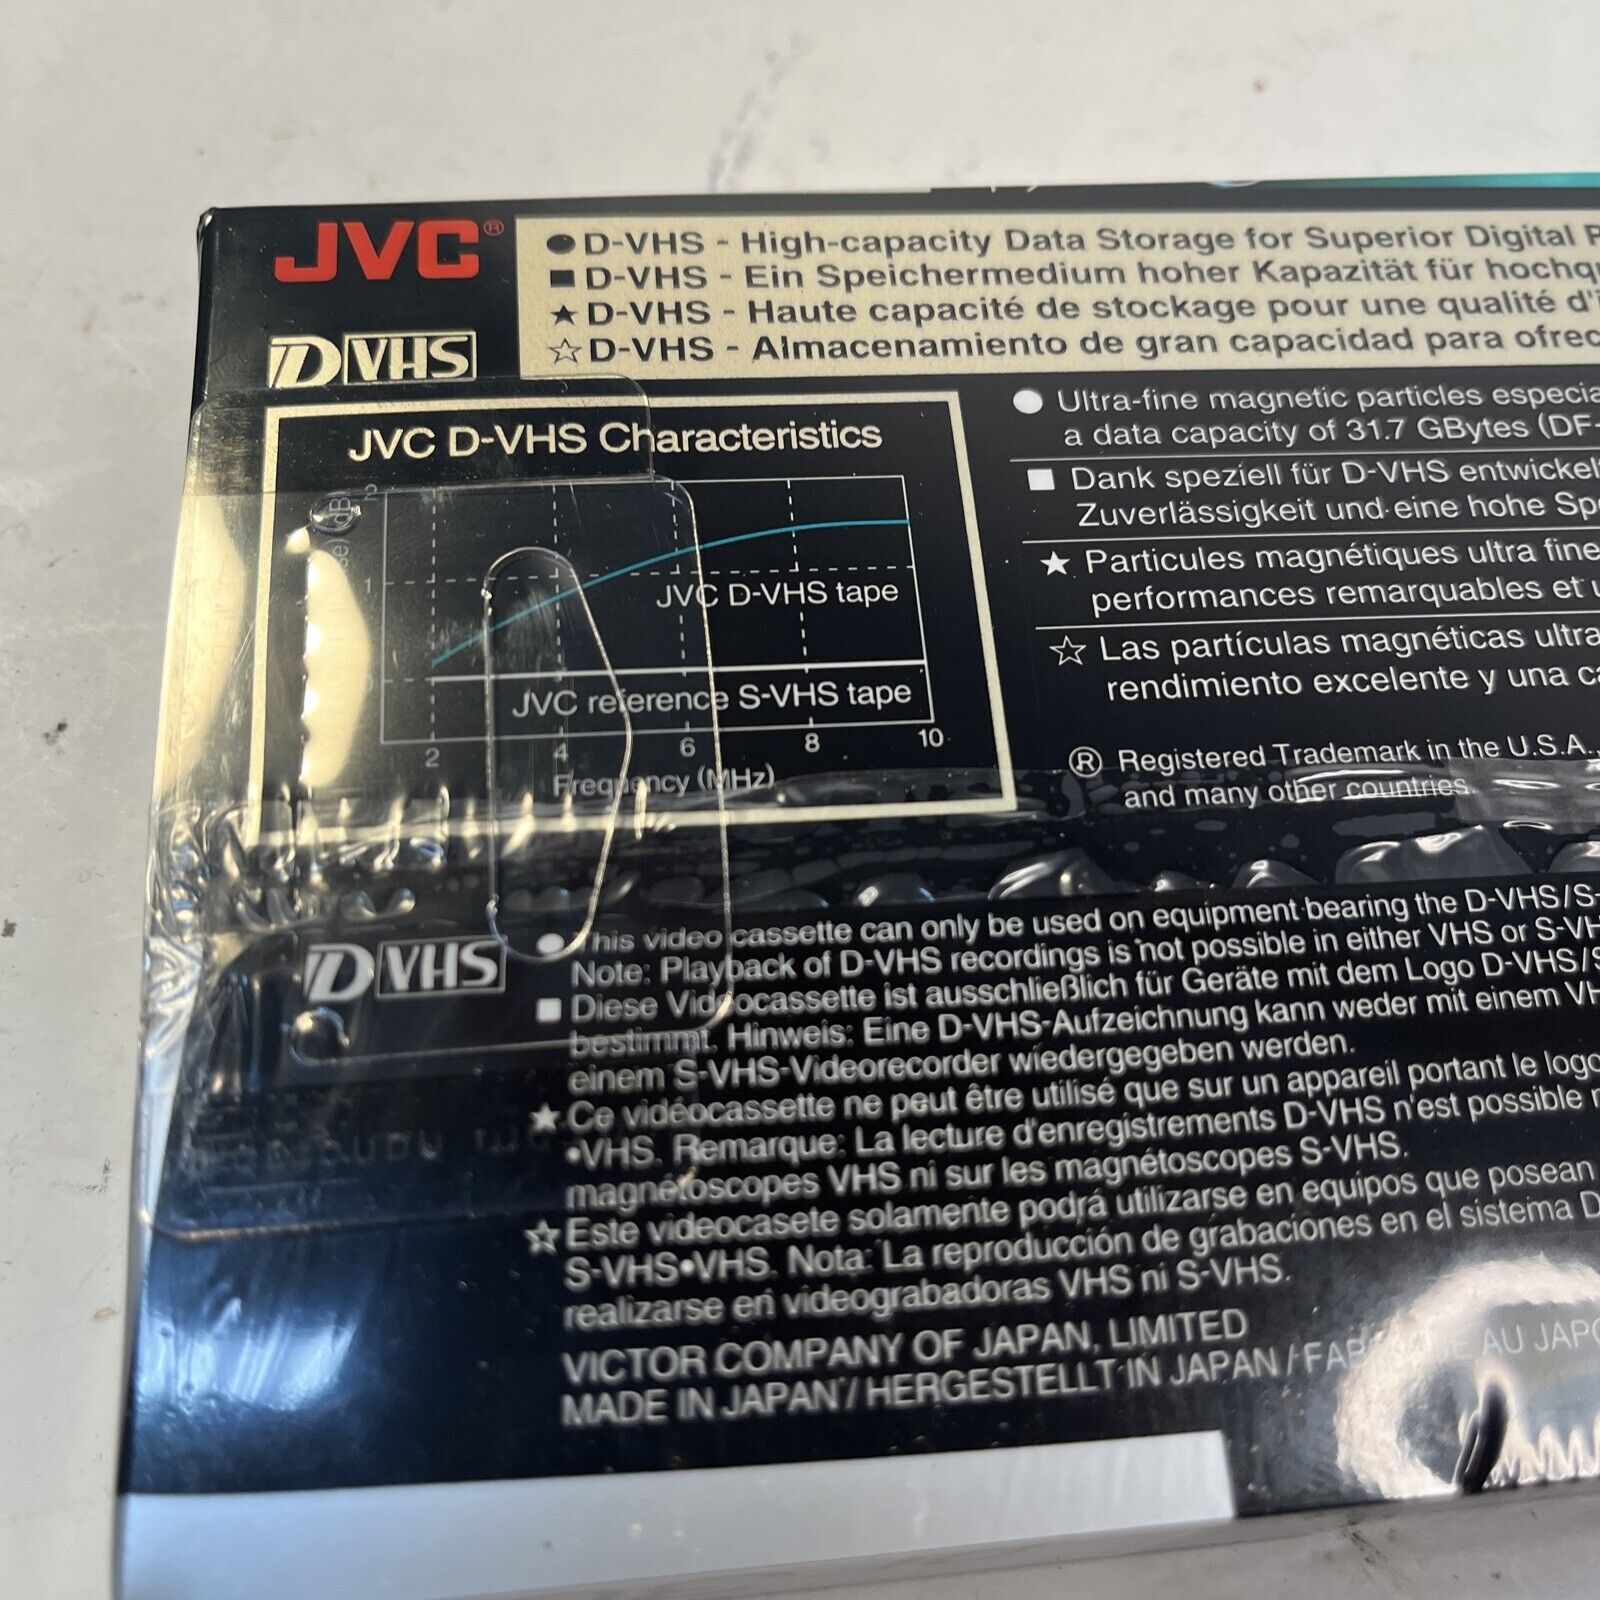 JVC®
● D-VHS - High-capacity Data Storage for Superior Digital
■ D-VHS - Ein Speichermedium hoher Kapazität für
★ D-VHS - Haute capacité de stockage pour une qualité
☆ D-VHS - Almacenamiento de gran capacidad para
D VHS
JVC D-VHS Characteristics
2
dB
1
JVC D-VHS tape
JVC reference S-VHS tape
2 4 6 8 10
Frequency (MHz)
● Ultra-fine magnetic particles
a data capacity of 31.7 GBytes (DF-
■ Dank speziell für D-VHS
Zuverlässigkeit und eine hohe
★ Particules magnétiques ultra fine
performances remarquables et
☆ Las partículas magnéticas ultra
rendimiento excelente y una
® Registered Trademark in the U.S.A.,
and many other countries.
D VHS
● This video cassette can only be used on equipment bearing the D-VHS/S-
Note: Playback of D-VHS recordings is not possible in either VHS or
■ Diese Videocassette ist ausschließlich für Geräte mit dem Logo D-VHS/
bestimmt. Hinweis: Eine D-VHS-Aufzeichnung kann weder mit einem
einem S-VHS-Videorecorder wiedergegeben werden.
★ Ce vidéocassette ne peut être utilisé que sur un appareil portant le logo
•VHS. Remarque: La lecture d'enregistrements D-VHS n'est possible
magnétoscopes VHS ni sur les magnétoscopes S-VHS.
☆ Este videocasete solamente podrá utilizarse en equipos que posean
S-VHS•VHS. Nota: La reproducción de grabaciones en el sistema
realizarse en videograbadoras VHS ni S-VHS.
VICTOR COMPANY OF JAPAN, LIMITED
MADE IN JAPAN / HERGESTELLT IN JAPAN / AU